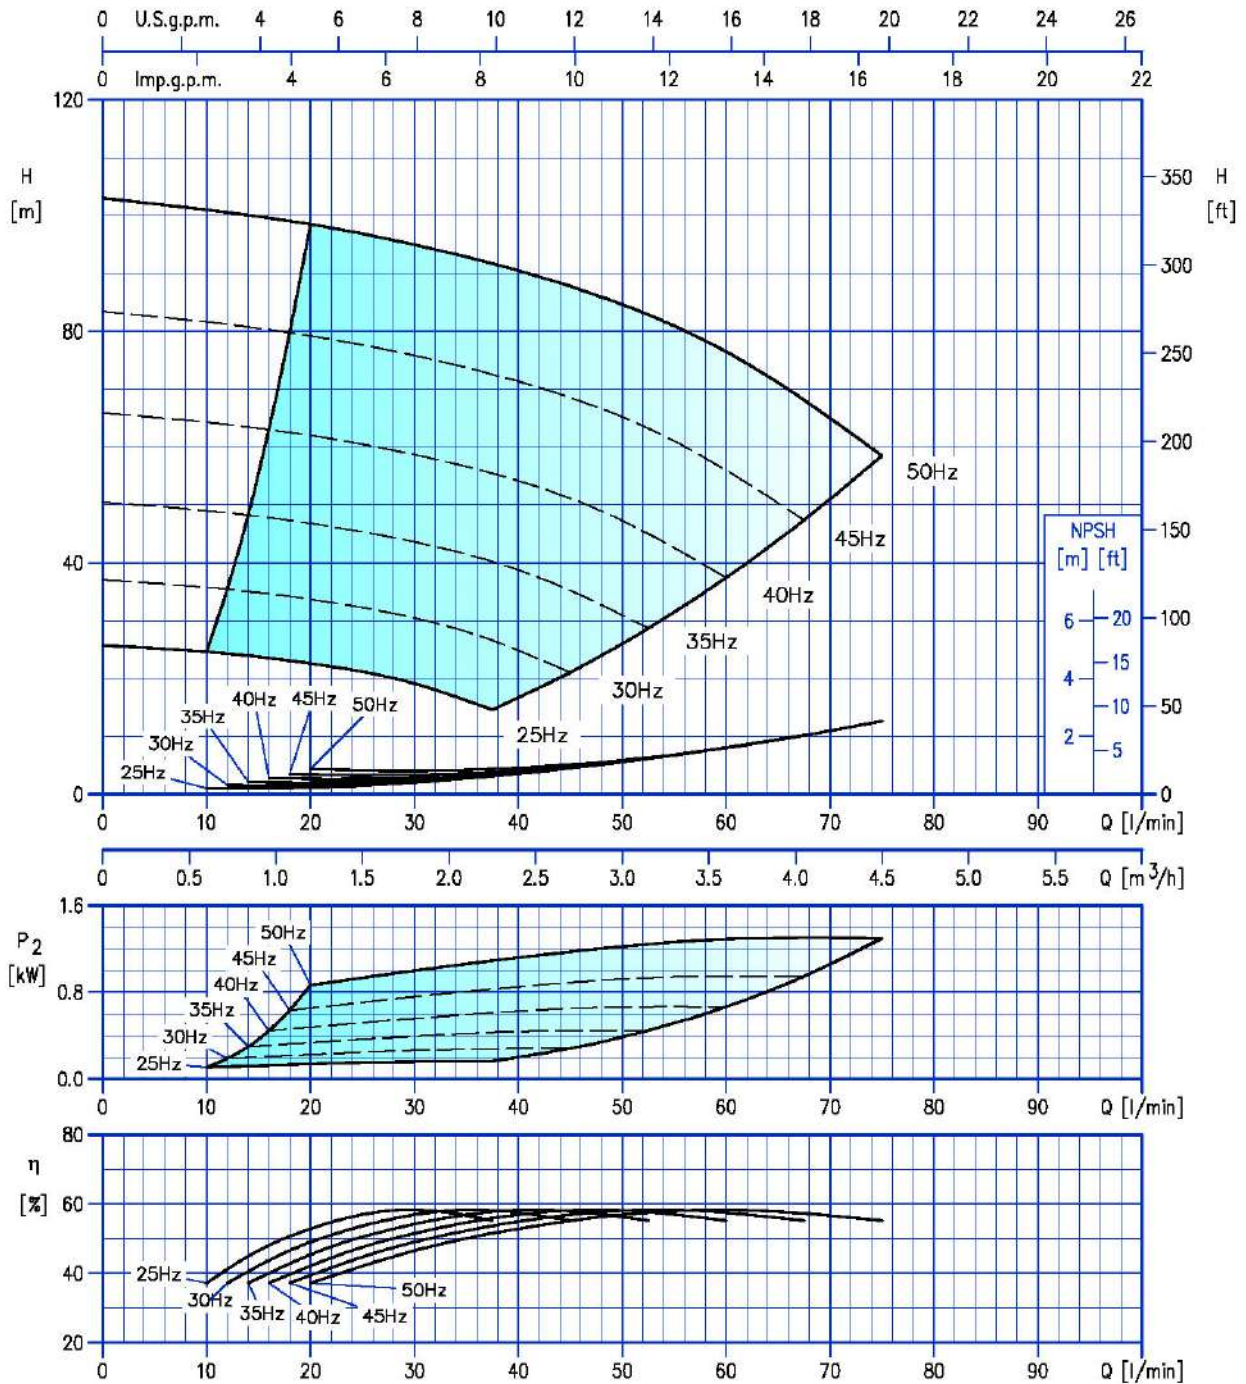 0 U.S.g.p.m. 4 6 8 10 12 14 16 18 20 22 24 26
0 Imp.g.p.m. 4 6 8 10 12 14 16 18 20 22
120
H
[m]
350 H
[ft]
300
80
250
200
50Hz
NPSH
[m] [ft]
150
45Hz
40
40Hz
6 20
100
35Hz
15
4
30Hz
45Hz
40Hz
50Hz
10
50
35Hz
25Hz
2
30Hz
5
25Hz
0
0
0 10 20 30 40 50 60 70 80 90 Q [l/min]
0 0.5 1.0 1.5 2.0 2.5 3.0 3.5 4.0 4.5 5.0 5.5 Q [m³/h]
1.6
P2
[kW]
50Hz
45Hz
40Hz
0.8
35Hz
30Hz
25Hz
0.0
0 10 20 30 40 50 60 70 80 90 Q [l/min]
80
η
[%]
60
40
25Hz
30Hz
35Hz
40Hz
45Hz
50Hz
20
0 10 20 30 40 50 60 70 80 90 Q [l/min]